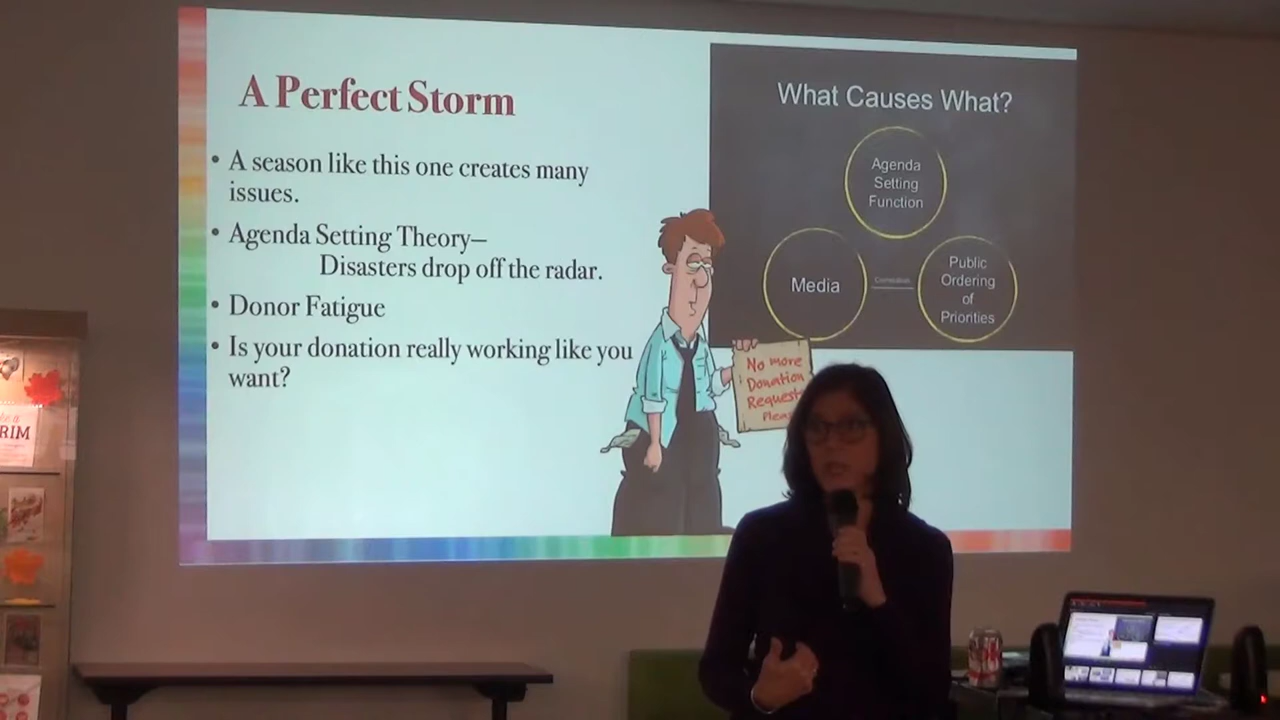 A Perfect Storm
• A season like this one creates many
issues.
• Agenda Setting Theory–
Disasters drop off the radar.
• Donor Fatigue
• Is your donation really working like you
want?
What Causes What?
Agenda
Setting
Function
Media
Public
Ordering
of
Priorities
No more
Donation
Requests
RIM